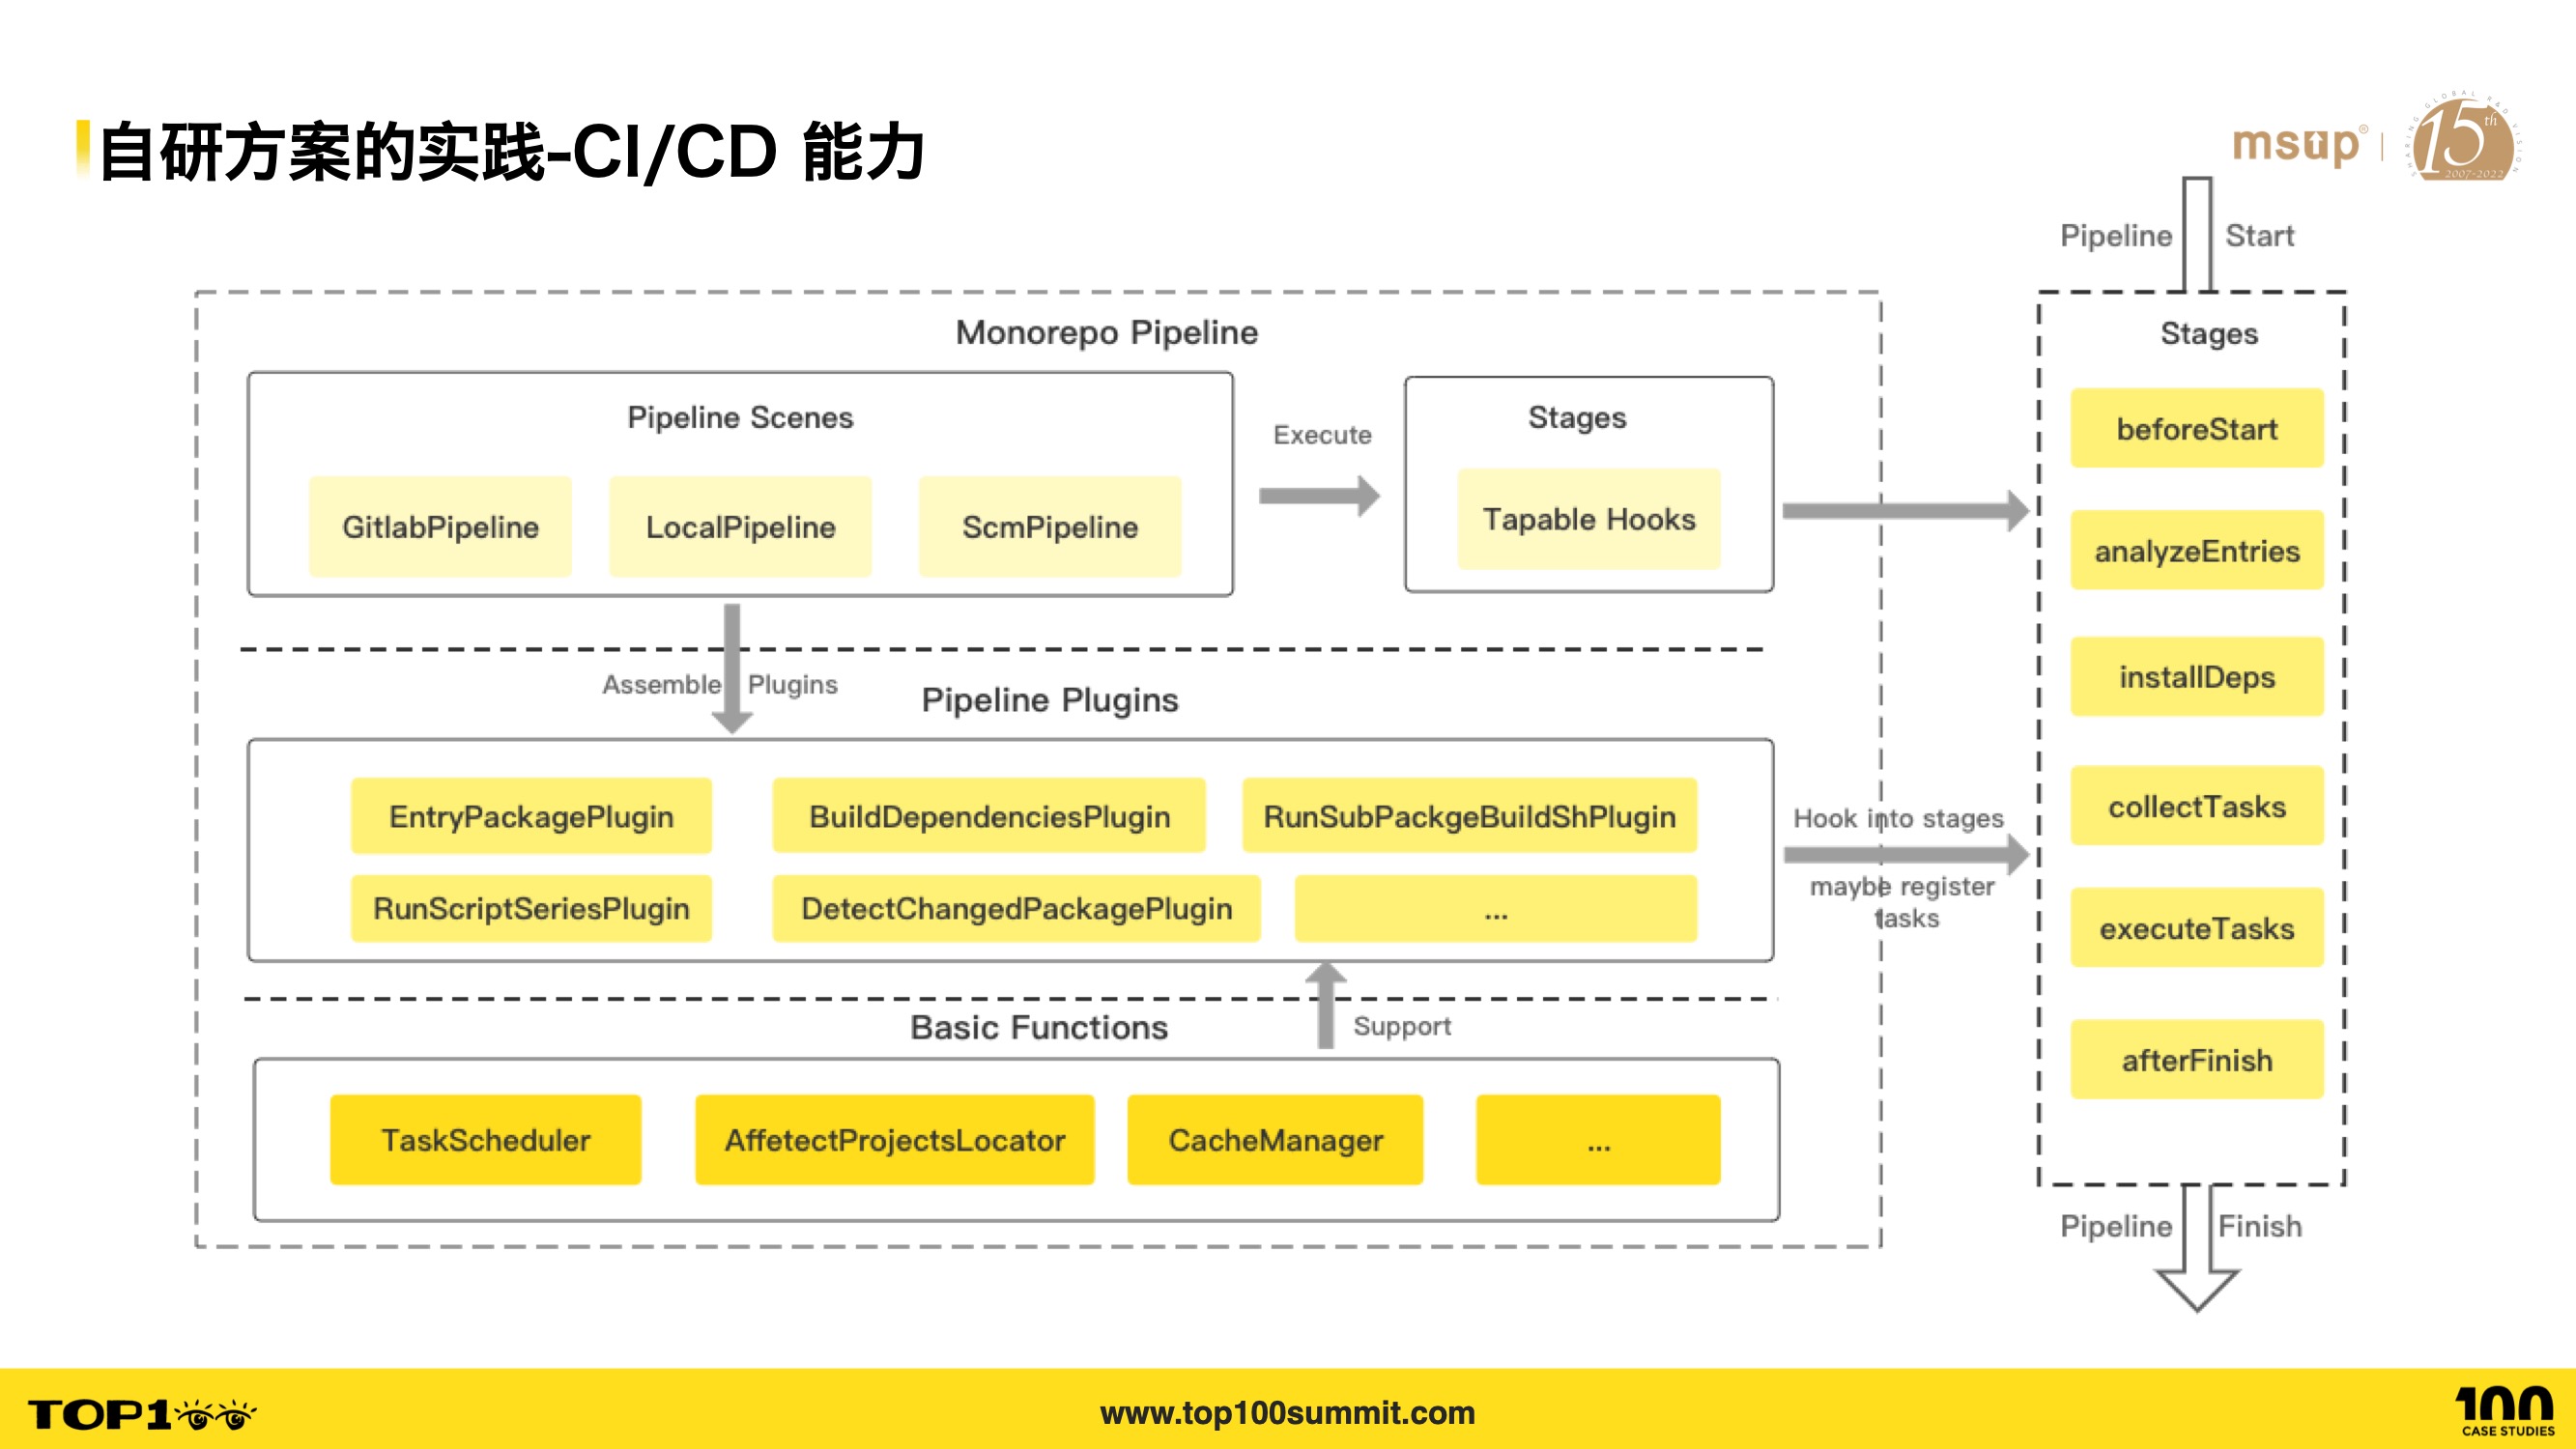 自研方案的实践-CI/CD 能力
msup®
SHARING GLOBAL R&D VISION
15th
2007-2022
Pipeline Start
Monorepo Pipeline
Pipeline Scenes
GitlabPipeline
LocalPipeline
ScmPipeline
Execute
Stages
Tapable Hooks
Assemble Plugins
Pipeline Plugins
EntryPackagePlugin
BuildDependenciesPlugin
RunSubPackgeBuildShPlugin
RunScriptSeriesPlugin
DetectChangedPackagePlugin
...
Hook into stages
maybe register
tasks
Basic Functions
Support
TaskScheduler
AffetectProjectsLocator
CacheManager
...
Stages
beforeStart
analyzeEntries
installDeps
collectTasks
executeTasks
afterFinish
Pipeline Finish
TOP100
www.top100summit.com
100
CASE STUDIES